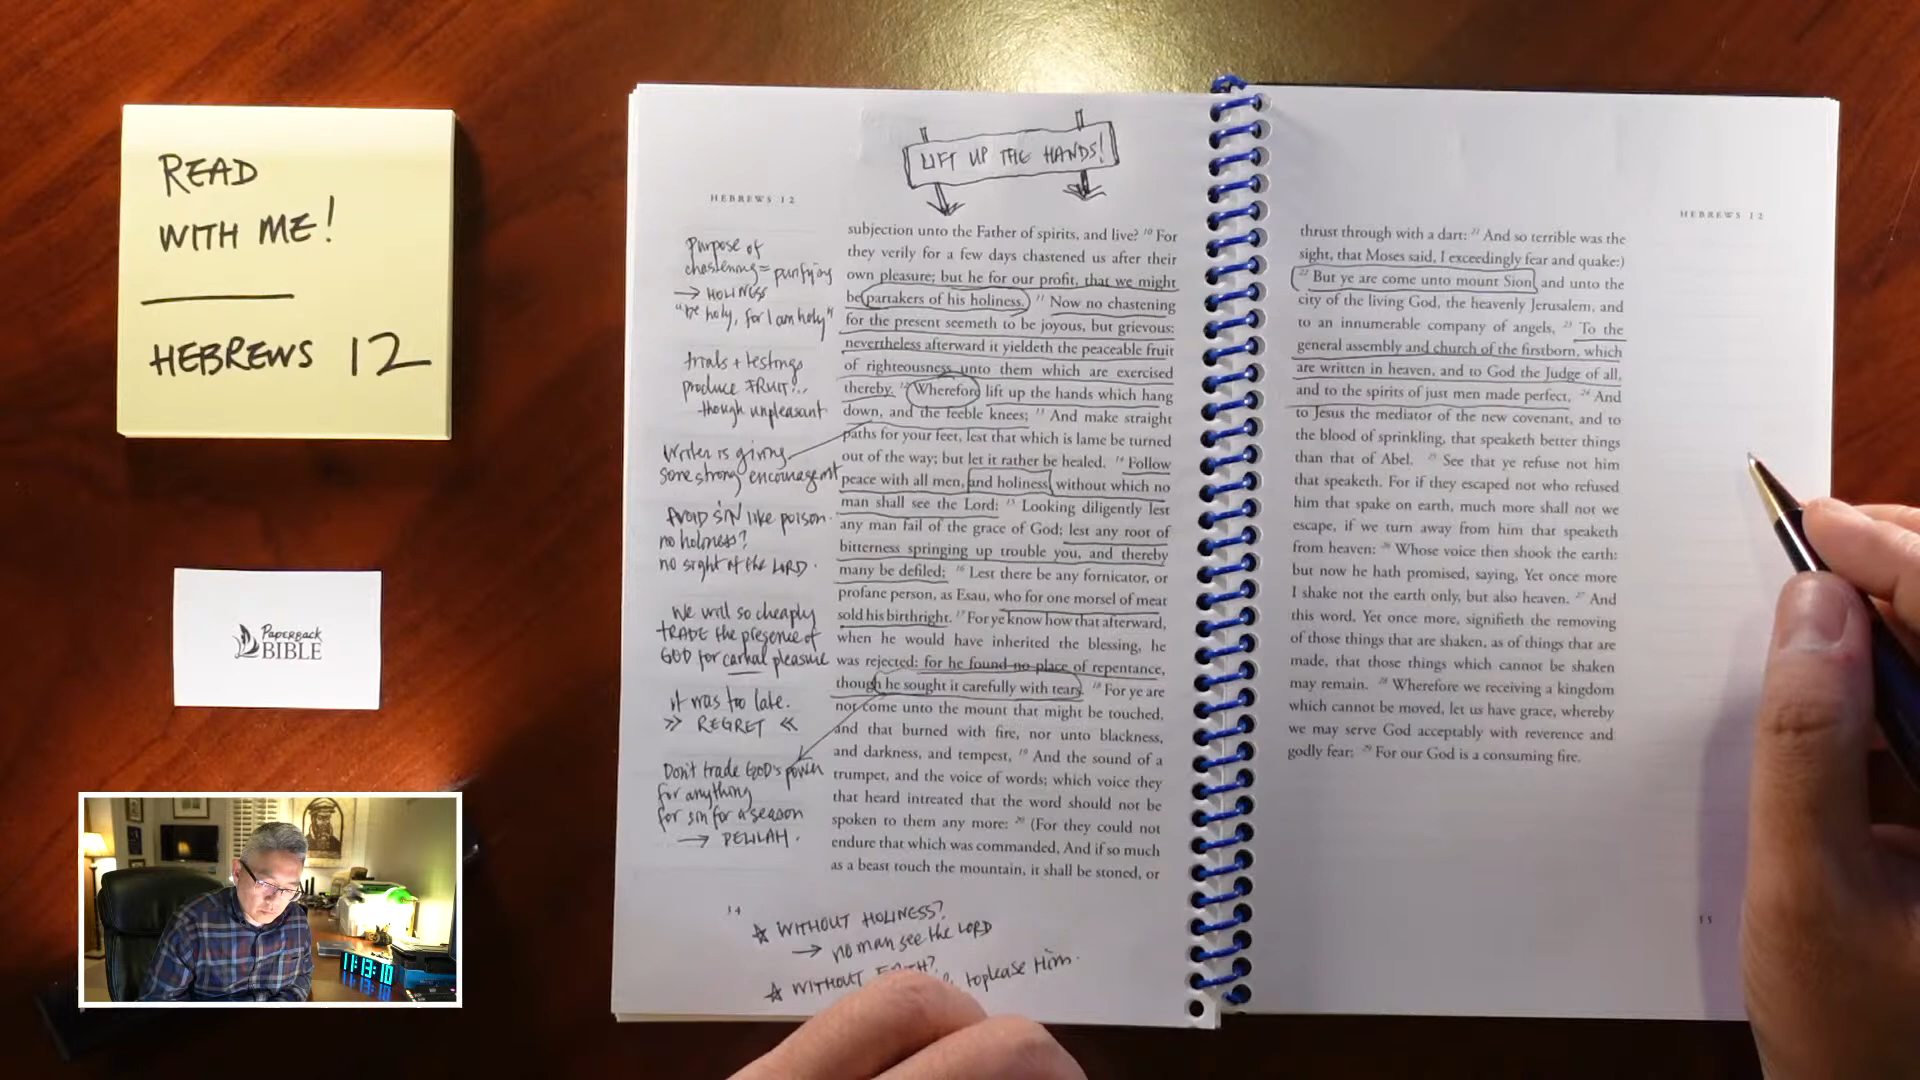 READ
WITH ME!
HEBREWS 12
Paperback
BIBLE
11:13:10
LIFT UP THE HANDS!
HEBREWS 12
Purpose of
chastening = purifying
→ HOLINESS
"be holy, for I am holy"
trials + testings
produce FRUIT...
though unpleasant
Writer is giving
some strong encouragement
AVOID SIN like poison.
no holiness?
no sight of the LORD.
We will so cheaply
TRADE the presence of
GOD for carnal pleasure
it was too late.
>> REGRET <<
Don't trade GOD's power
for anything
for sin for a season
→ DELILAH.
subjection unto the Father of spirits, and live? 10 For
they verily for a few days chastened us after their
own pleasure; but he for our profit, that we might
be partakers of his holiness. 11 Now no chastening
for the present seemeth to be joyous, but grievous:
nevertheless afterward it yieldeth the peaceable fruit
of righteousness unto them which are exercised
thereby. 12 Wherefore lift up the hands which hang
down, and the feeble knees; 13 And make straight
paths for your feet, lest that which is lame be turned
out of the way; but let it rather be healed. 14 Follow
peace with all men, and holiness, without which no
man shall see the Lord: 15 Looking diligently lest
any man fail of the grace of God; lest any root of
bitterness springing up trouble you, and thereby
many be defiled; 16 Lest there be any fornicator, or
profane person, as Esau, who for one morsel of meat
sold his birthright. 17 For ye know how that afterward,
when he would have inherited the blessing, he
was rejected: for he found no place of repentance,
though he sought it carefully with tears. 18 For ye are
not come unto the mount that might be touched,
and that burned with fire, nor unto blackness,
and darkness, and tempest, 19 And the sound of a
trumpet, and the voice of words; which voice they
that heard intreated that the word should not be
spoken to them any more: 20 (For they could not
endure that which was commanded, And if so much
as a beast touch the mountain, it shall be stoned, or
14
☆ WITHOUT HOLINESS?
→ no man see the LORD
☆ WITHOUT FAITH?
to please Him.
HEBREWS 12
thrust through with a dart: 21 And so terrible was the
sight, that Moses said, I exceedingly fear and quake:)
22 But ye are come unto mount Sion, and unto the
city of the living God, the heavenly Jerusalem, and
to an innumerable company of angels, 23 To the
general assembly and church of the firstborn, which
are written in heaven, and to God the Judge of all,
and to the spirits of just men made perfect, 24 And
to Jesus the mediator of the new covenant, and to
the blood of sprinkling, that speaketh better things
than that of Abel. 25 See that ye refuse not him
that speaketh. For if they escaped not who refused
him that spake on earth, much more shall not we
escape, if we turn away from him that speaketh
from heaven: 26 Whose voice then shook the earth:
but now he hath promised, saying, Yet once more
I shake not the earth only, but also heaven. 27 And
this word, Yet once more, signifieth the removing
of those things that are shaken, as of things that are
made, that those things which cannot be shaken
may remain. 28 Wherefore we receiving a kingdom
which cannot be moved, let us have grace, whereby
we may serve God acceptably with reverence and
godly fear: 29 For our God is a consuming fire.